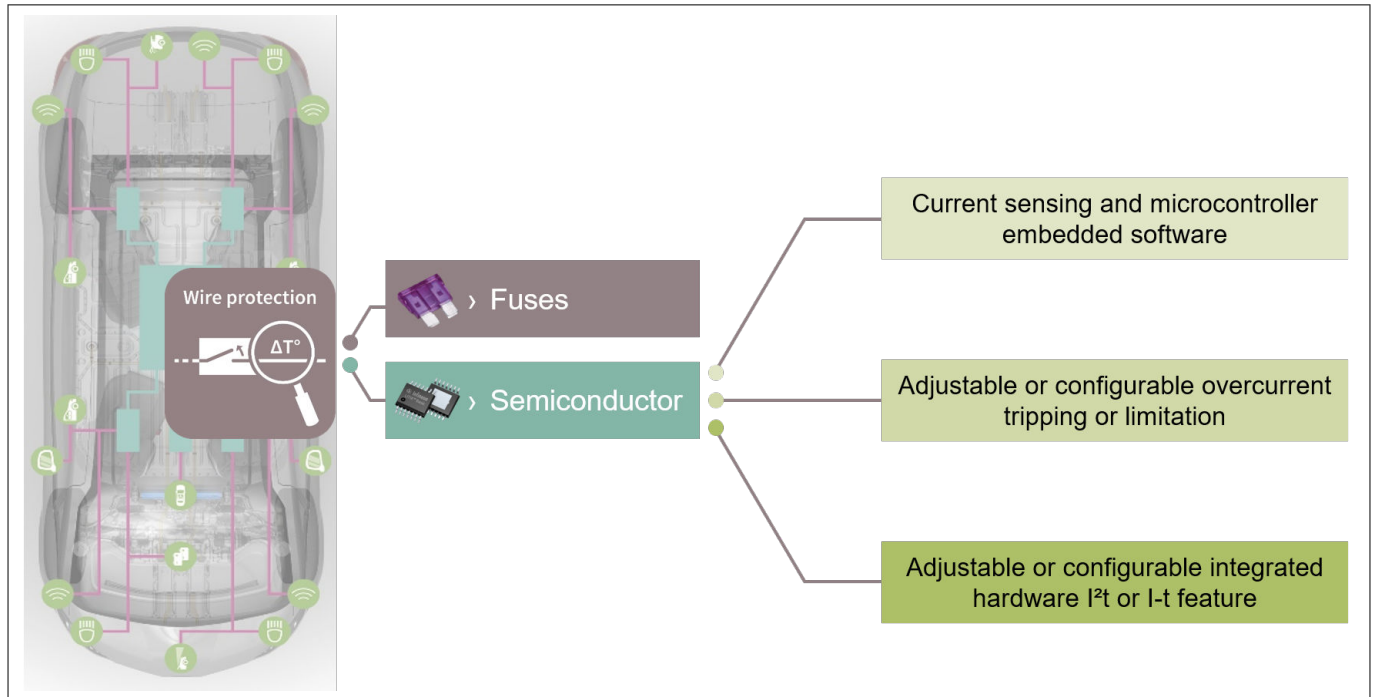 Wire protection
ΔT°
› Fuses
› Semiconductor
Current sensing and microcontroller
embedded software
Adjustable or configurable overcurrent
tripping or limitation
Adjustable or configurable integrated
hardware I²t or I-t feature